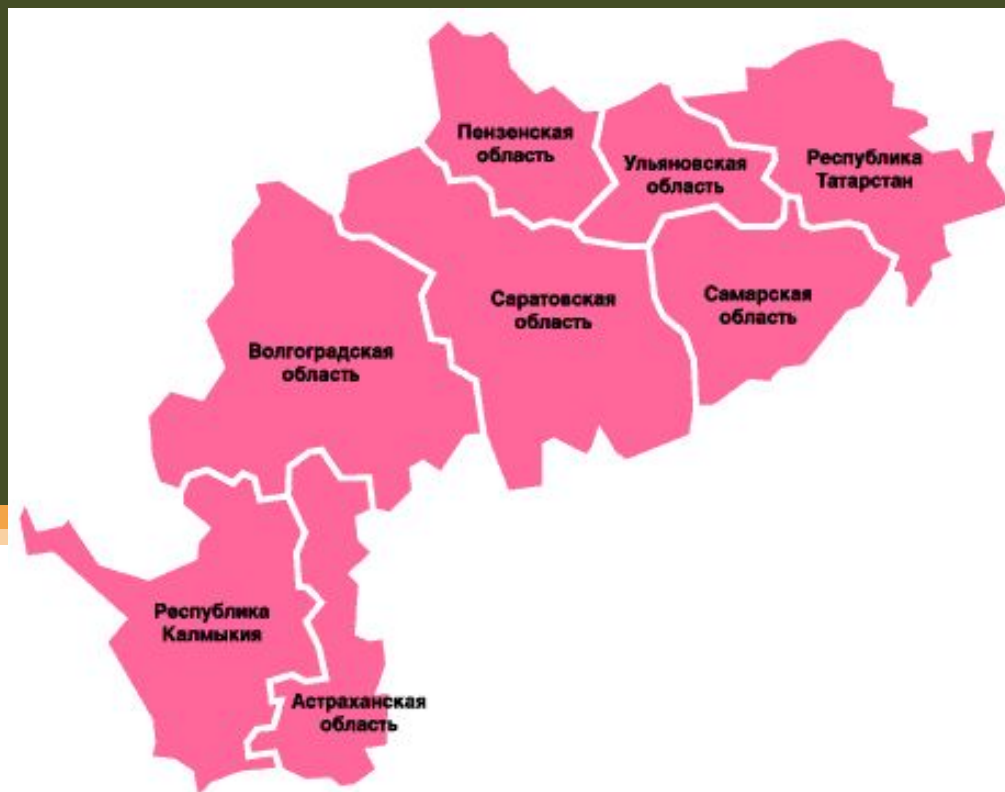 Пензенская
область
Ульяновская
область
Республика
Татарстан
Саратовская
область
Самарская
область
Волгоградская
область
Республика
Калмыкия
Астраханская
область